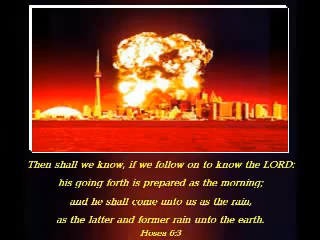 Then shall we know, if we follow on to know the LORD:
his going forth is prepared as the morning;
and he shall come unto us as the rain,
as the latter and former rain unto the earth.
Hosea 6:3